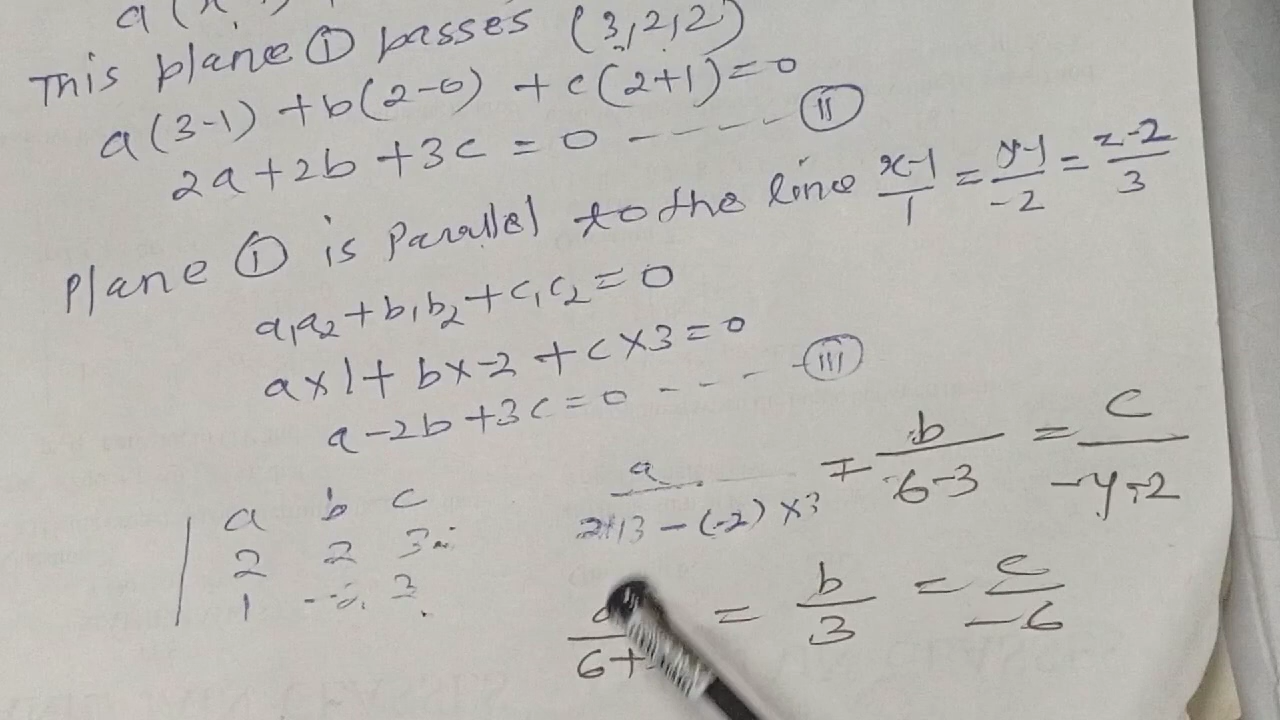 a(x
This plane ① passes (3,2,2)
a(3-1) + b(2-0) + c(2+1) = 0
2a + 2b + 3c = 0 ----- ⅱ
Plane ① is Parallel to the line x-1/1 = y-1/-2 = z-2/3
a₁a₂ + b₁b₂ + c₁c₂ = 0
a×1 + b×-2 + c×3 = 0
a - 2b + 3c = 0 ---- ⅲ
a b c
2 2 3
1 3
a/2×3-(-2)×3 = b/6-3 = c/-4-2
6+ = b/3 = c/-6